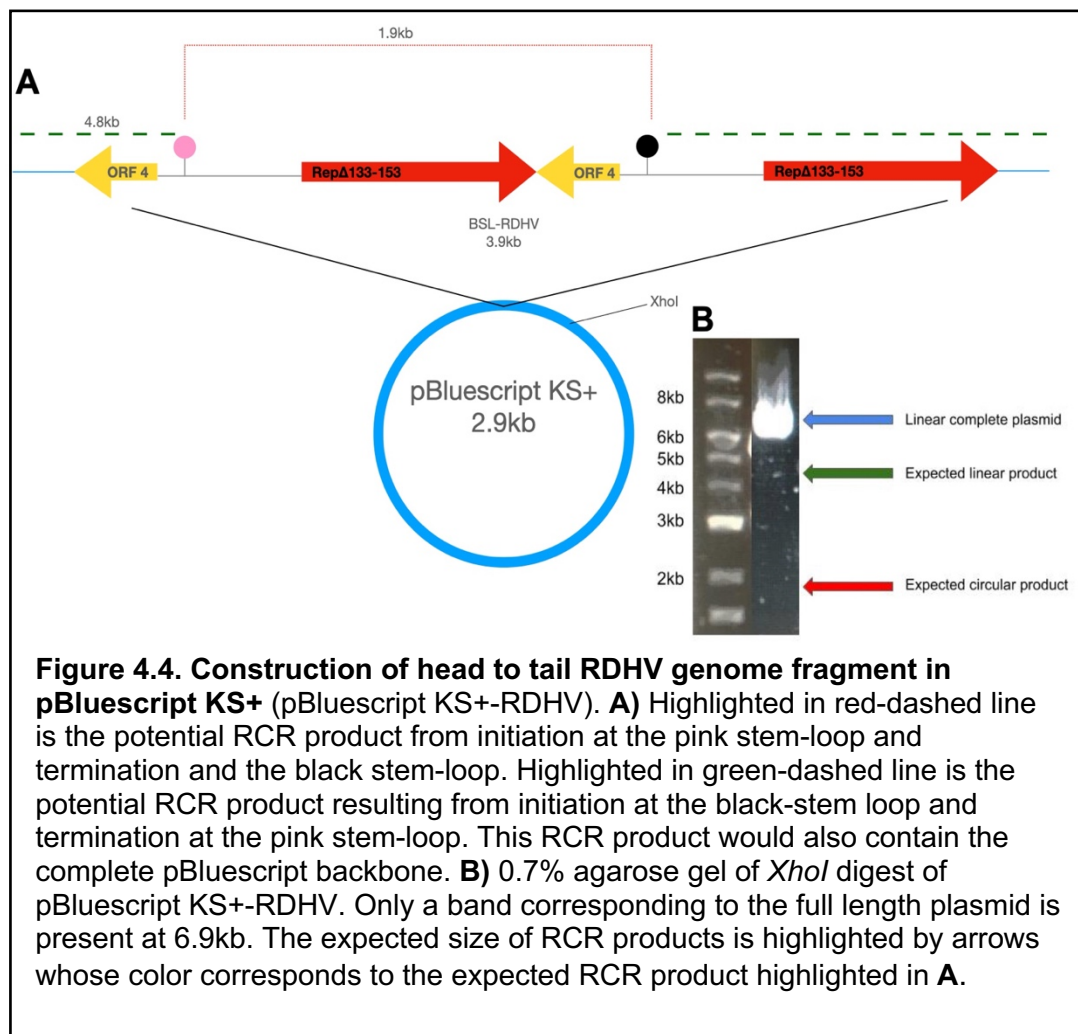 1.9kb
A
4.8kb
ORF 4
RepΔ133-153
ORF 4
RepΔ133-153
BSL-RDHV
3.9kb
XhoI
pBluescript KS+
2.9kb
B
8kb
6kb
5kb
4kb
3kb
2kb
Linear complete plasmid
Expected linear product
Expected circular product
Figure 4.4. Construction of head to tail RDHV genome fragment in
pBluescript KS+ (pBluescript KS+-RDHV). A) Highlighted in red-dashed line
is the potential RCR product from initiation at the pink stem-loop and
termination and the black stem-loop. Highlighted in green-dashed line is the
potential RCR product resulting from initiation at the black-stem loop and
termination at the pink stem-loop. This RCR product would also contain the
complete pBluescript backbone. B) 0.7% agarose gel of XhoI digest of
pBluescript KS+-RDHV. Only a band corresponding to the full length plasmid is
present at 6.9kb. The expected size of RCR products is highlighted by arrows
whose color corresponds to the expected RCR product highlighted in A.